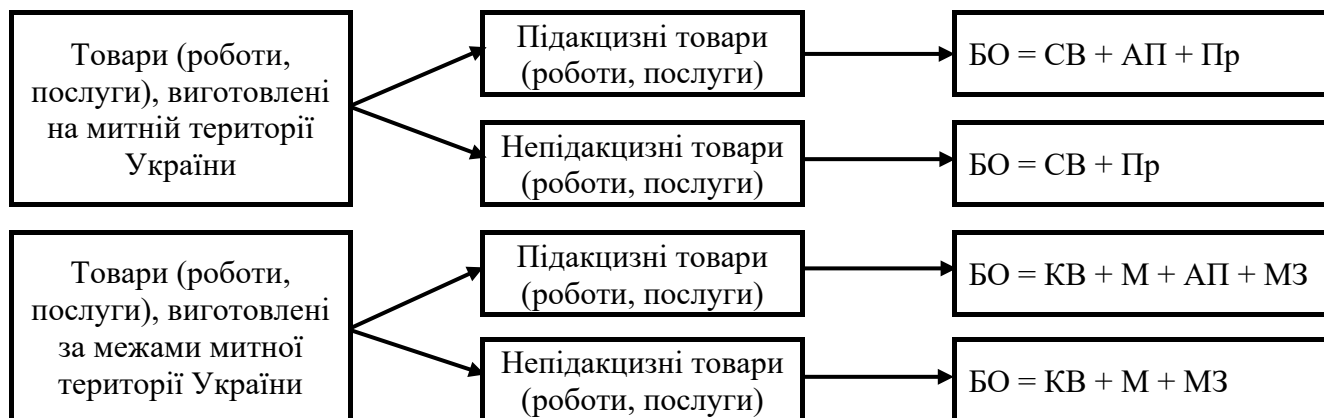 Товари (роботи,
послуги), виготовлені
на митній території
України
Підакцизні товари
(роботи, послуги)
БО = СВ + АП + Пр
Непідакцизні товари
(роботи, послуги)
БО = СВ + Пр
Товари (роботи,
послуги), виготовлені
за межами митної
території України
Підакцизні товари
(роботи, послуги)
БО = КВ + М + АП + МЗ
Непідакцизні товари
(роботи, послуги)
БО = КВ + М + МЗ